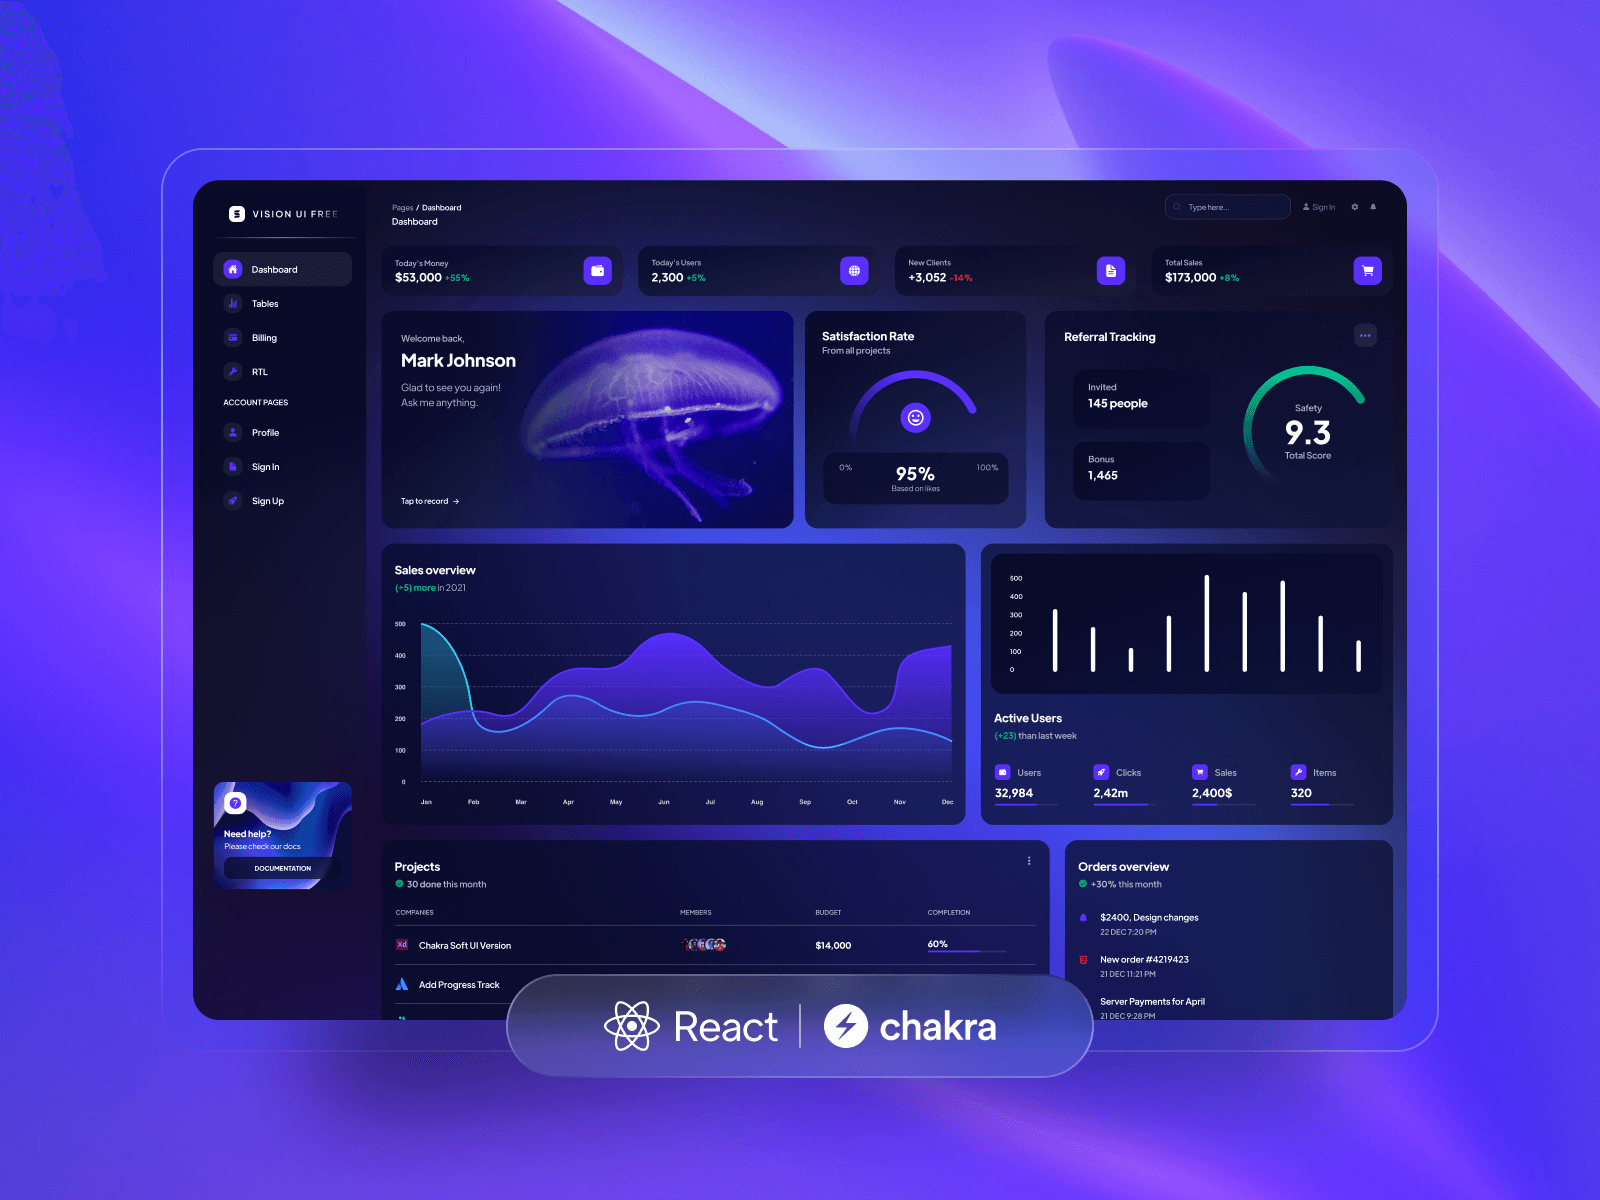 VISION UI FREE
Dashboard
Tables
Billing
RTL
ACCOUNT PAGES
Profile
Sign In
Sign Up
?
Need help?
Please check our docs
DOCUMENTATION
Pages / Dashboard
Dashboard
Type here...
Sign In
Today's Money
$53,000 +55%
Today's Users
2,300 +5%
New Clients
+3,052 -14%
Total Sales
$173,000 +8%
Welcome back,
Mark Johnson
Glad to see you again!
Ask me anything.
Tap to record →
Satisfaction Rate
From all projects
0%
95%
100%
Based on likes
Referral Tracking
Invited
145 people
Bonus
1,465
Safety
9.3
Total Score
Sales overview
(+5) more in 2021
500
400
300
200
100
0
Jan Feb Mar Apr May Jun Jul Aug Sep Oct Nov Dec
500
400
300
200
100
0
Active Users
(+23) than last week
Users
32,984
Clicks
2,42m
Sales
2,400$
Items
320
Projects
30 done this month
COMPANIES MEMBERS BUDGET COMPLETION
Xd Chakra Soft UI Version $14,000 60%
Add Progress Track
Orders overview
+30% this month
$2400, Design changes
22 DEC 7:20 PM
New order #4219423
21 DEC 11:21 PM
Server Payments for April
21 DEC 9:28 PM
React | chakra